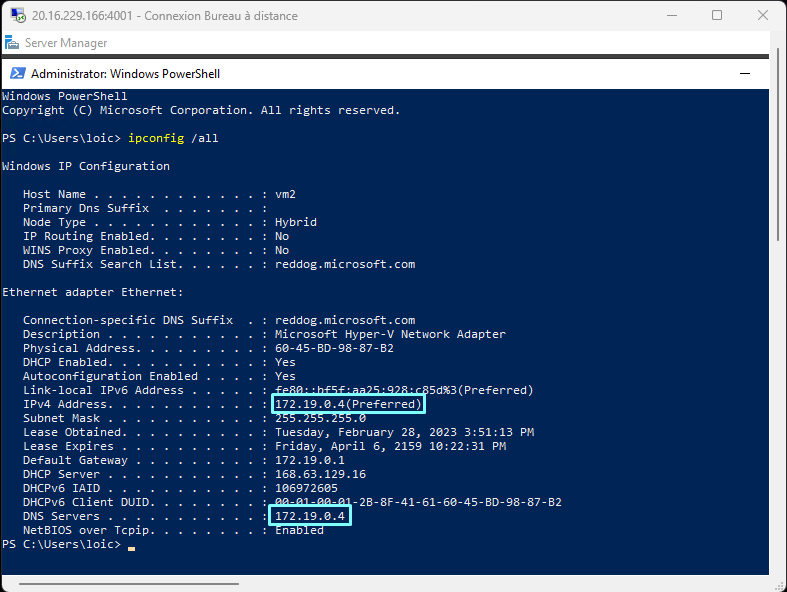 20.16.229.166:4001 - Connexion Bureau à distance
Server Manager
Administrator: Windows PowerShell
Windows PowerShell
Copyright (C) Microsoft Corporation. All rights reserved.
PS C:\Users\loic> ipconfig /all
Windows IP Configuration
Host Name . . . . . . . . . . . . : vm2
Primary Dns Suffix  . . . . . . . :
Node Type . . . . . . . . . . . . : Hybrid
IP Routing Enabled. . . . . . . . : No
WINS Proxy Enabled. . . . . . . . : No
DNS Suffix Search List. . . . . . : reddog.microsoft.com
Ethernet adapter Ethernet:
Connection-specific DNS Suffix  . : reddog.microsoft.com
Description . . . . . . . . . . . : Microsoft Hyper-V Network Adapter
Physical Address. . . . . . . . . : 60-45-BD-98-87-B2
DHCP Enabled. . . . . . . . . . . : Yes
Autoconfiguration Enabled . . . . : Yes
Link-local IPv6 Address . . . . . : fe80::bf5f:aa25:928:c85d%3(Preferred)
IPv4 Address. . . . . . . . . . . : 172.19.0.4(Preferred)
Subnet Mask . . . . . . . . . . . : 255.255.255.0
Lease Obtained. . . . . . . . . . : Tuesday, February 28, 2023 3:51:13 PM
Lease Expires . . . . . . . . . . : Friday, April 6, 2159 10:22:31 PM
Default Gateway . . . . . . . . . : 172.19.0.1
DHCP Server . . . . . . . . . . . : 168.63.129.16
DHCPv6 IAID . . . . . . . . . . . : 106972605
DHCPv6 Client DUID. . . . . . . . : 00-01-00-01-2B-8F-41-61-60-45-BD-98-87-B2
DNS Servers . . . . . . . . . . . : 172.19.0.4
NetBIOS over Tcpip. . . . . . . . : Enabled
PS C:\Users\loic>